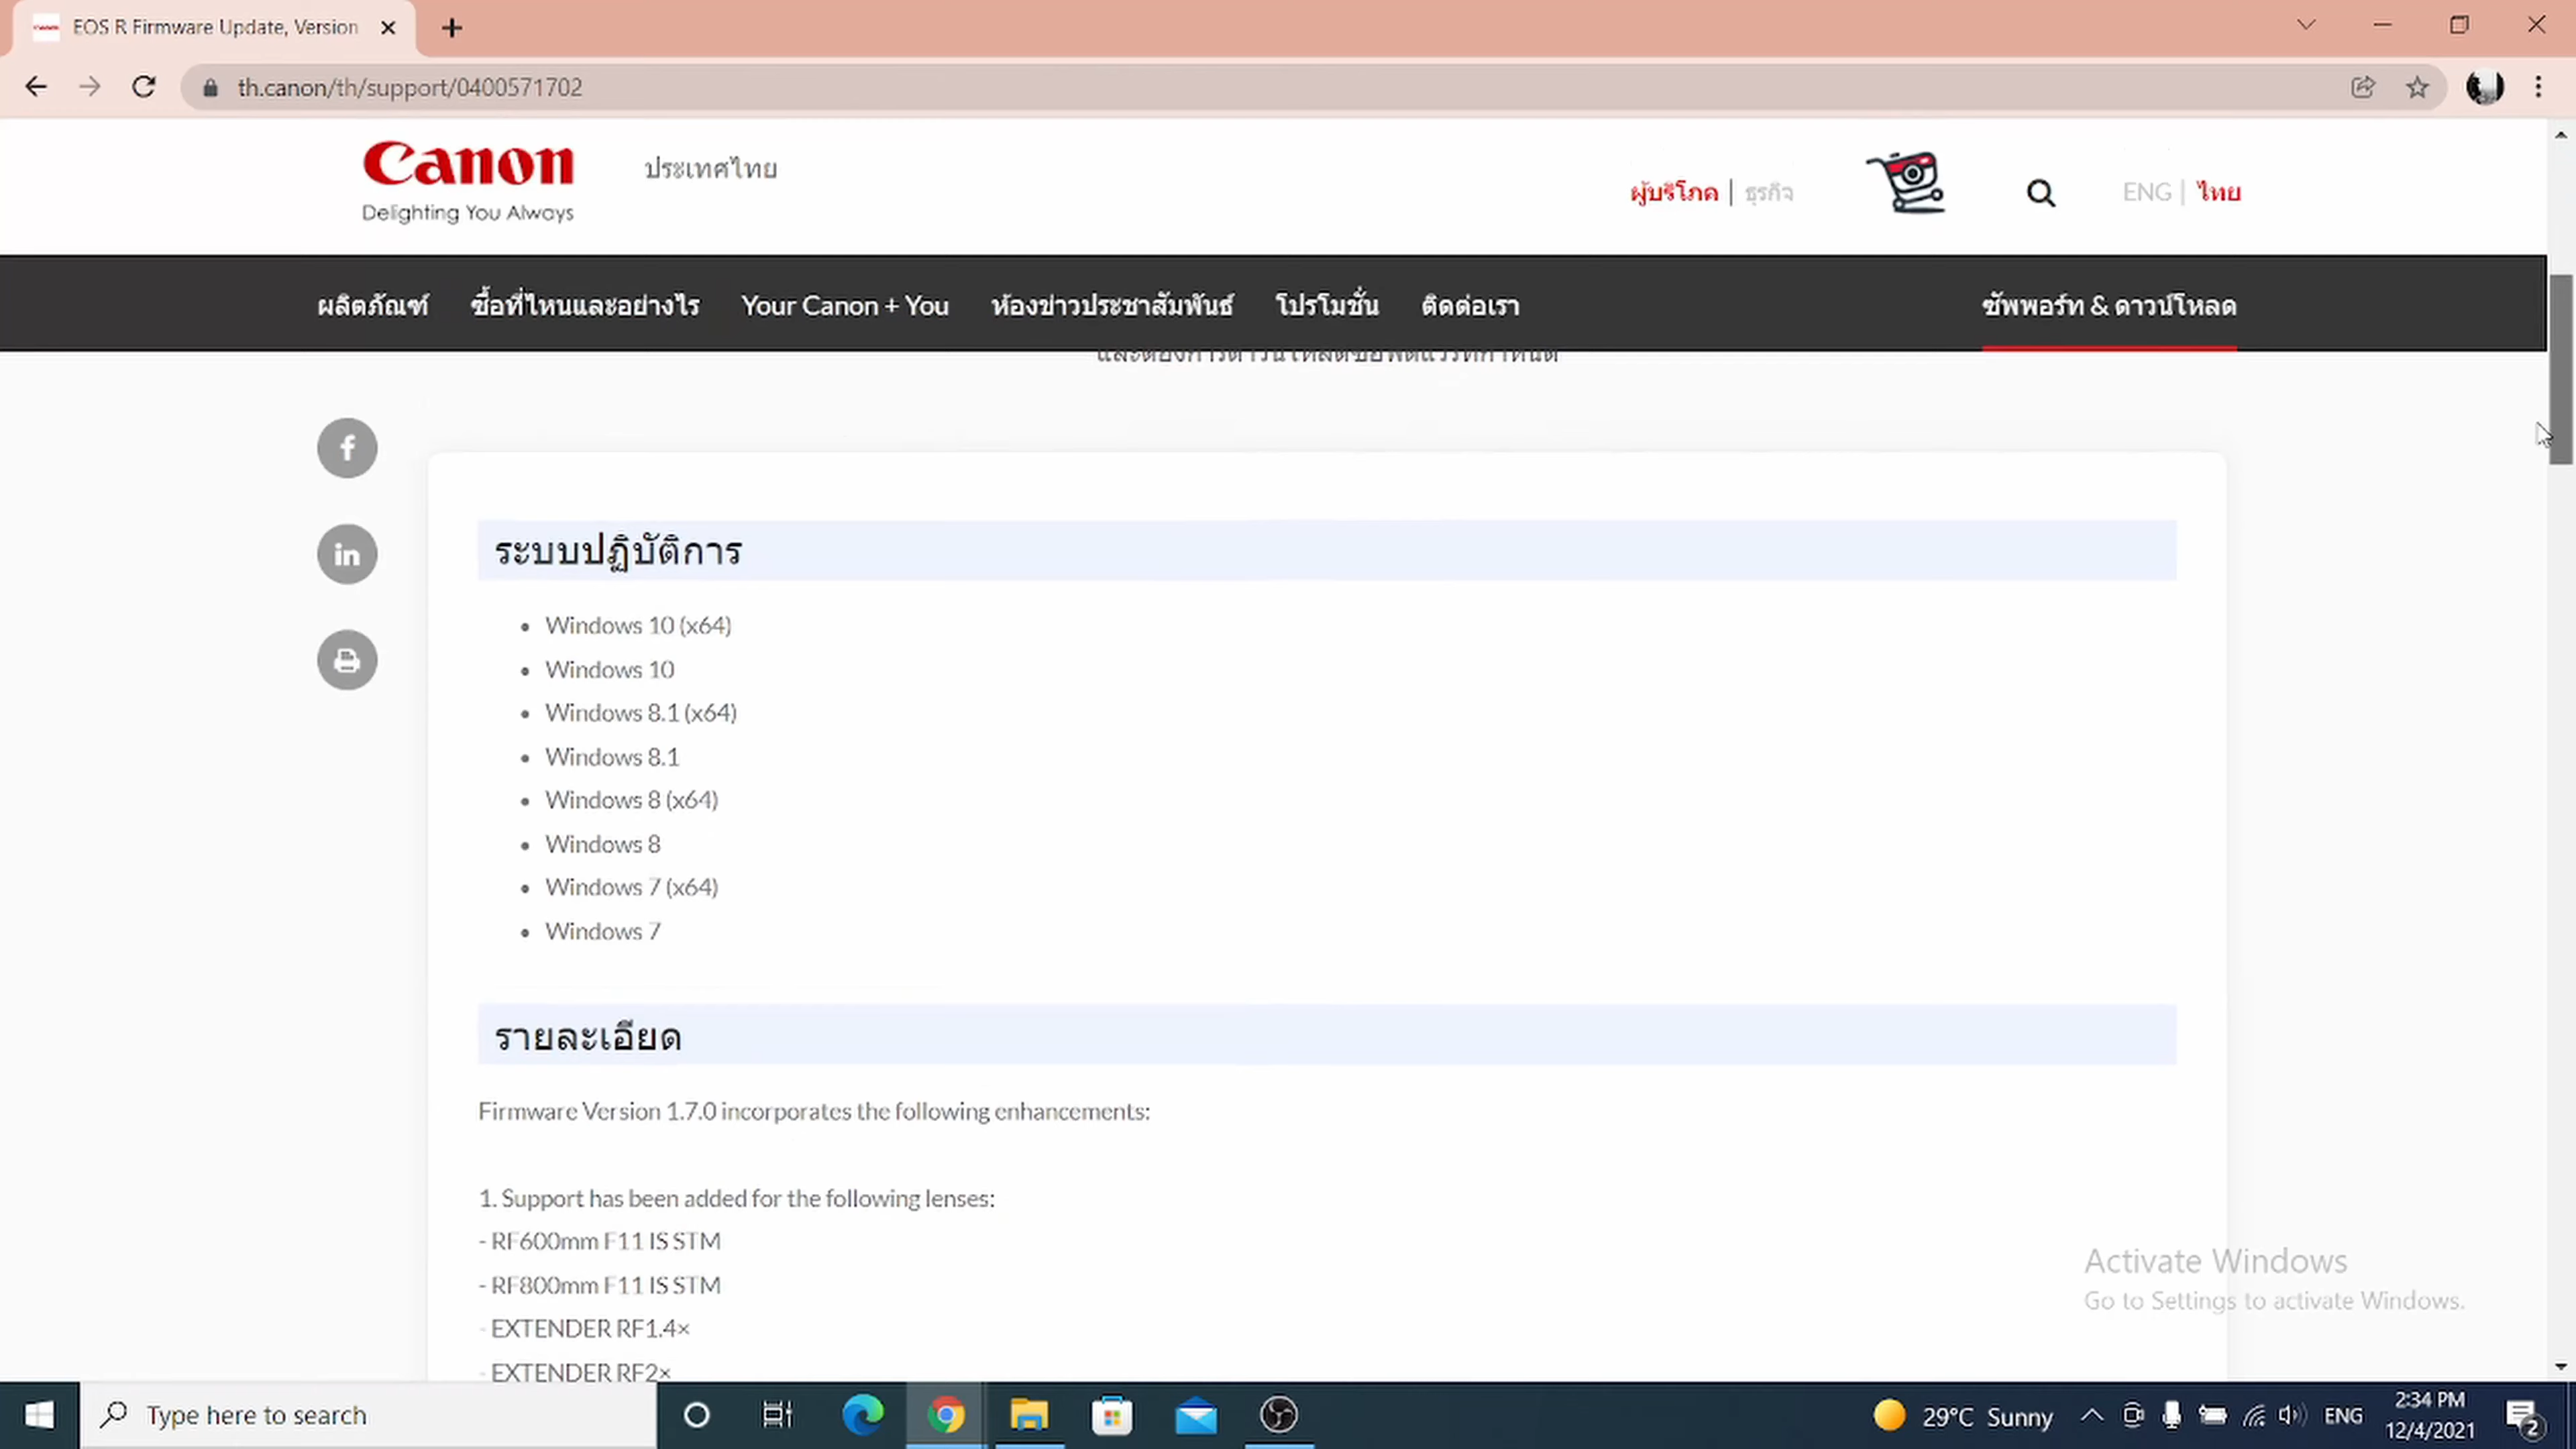 EOS R Firmware Update, Version
th.canon/th/support/0400571702
Canon
Delighting You Always
ประเทศไทย
ผู้บริโภค | ธุรกิจ
ENG | ไทย
ผลิตภัณฑ์ ซื้อที่ไหนและอย่างไร Your Canon + You ห้องข่าวประชาสัมพันธ์ โปรโมชั่น ติดต่อเรา ซัพพอร์ท & ดาวน์โหลด
ระบบปฏิบัติการ
Windows 10 (x64)
Windows 10
Windows 8.1 (x64)
Windows 8.1
Windows 8 (x64)
Windows 8
Windows 7 (x64)
Windows 7
รายละเอียด
Firmware Version 1.7.0 incorporates the following enhancements:
1. Support has been added for the following lenses:
- RF600mm F11 IS STM
- RF800mm F11 IS STM
- EXTENDER RF1.4×
- EXTENDER RF2×
Activate Windows
Go to Settings to activate Windows.
Type here to search
29°C Sunny
ENG
2:34 PM
12/4/2021
2